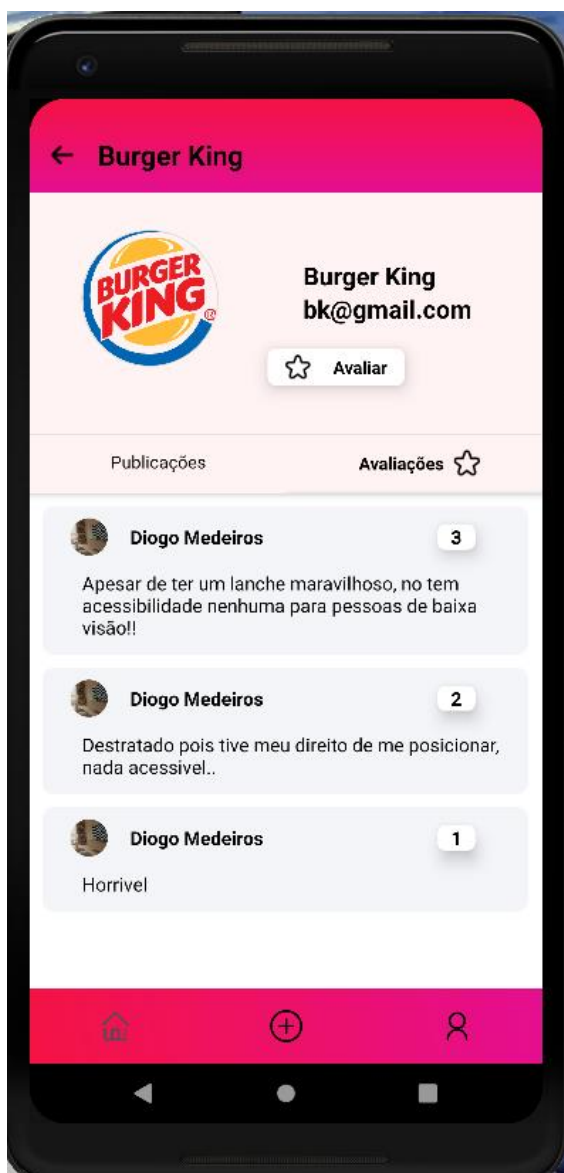 Burger King
BURGER
KING
®
Burger King
bk@gmail.com
Avaliar
Publicações
Avaliações
Diogo Medeiros
3
Apesar de ter um lanche maravilhoso, no tem
acessibilidade nenhuma para pessoas de baixa
visão!!
Diogo Medeiros
2
Destratado pois tive meu direito de me posicionar,
nada acessivel..
Diogo Medeiros
1
Horrivel